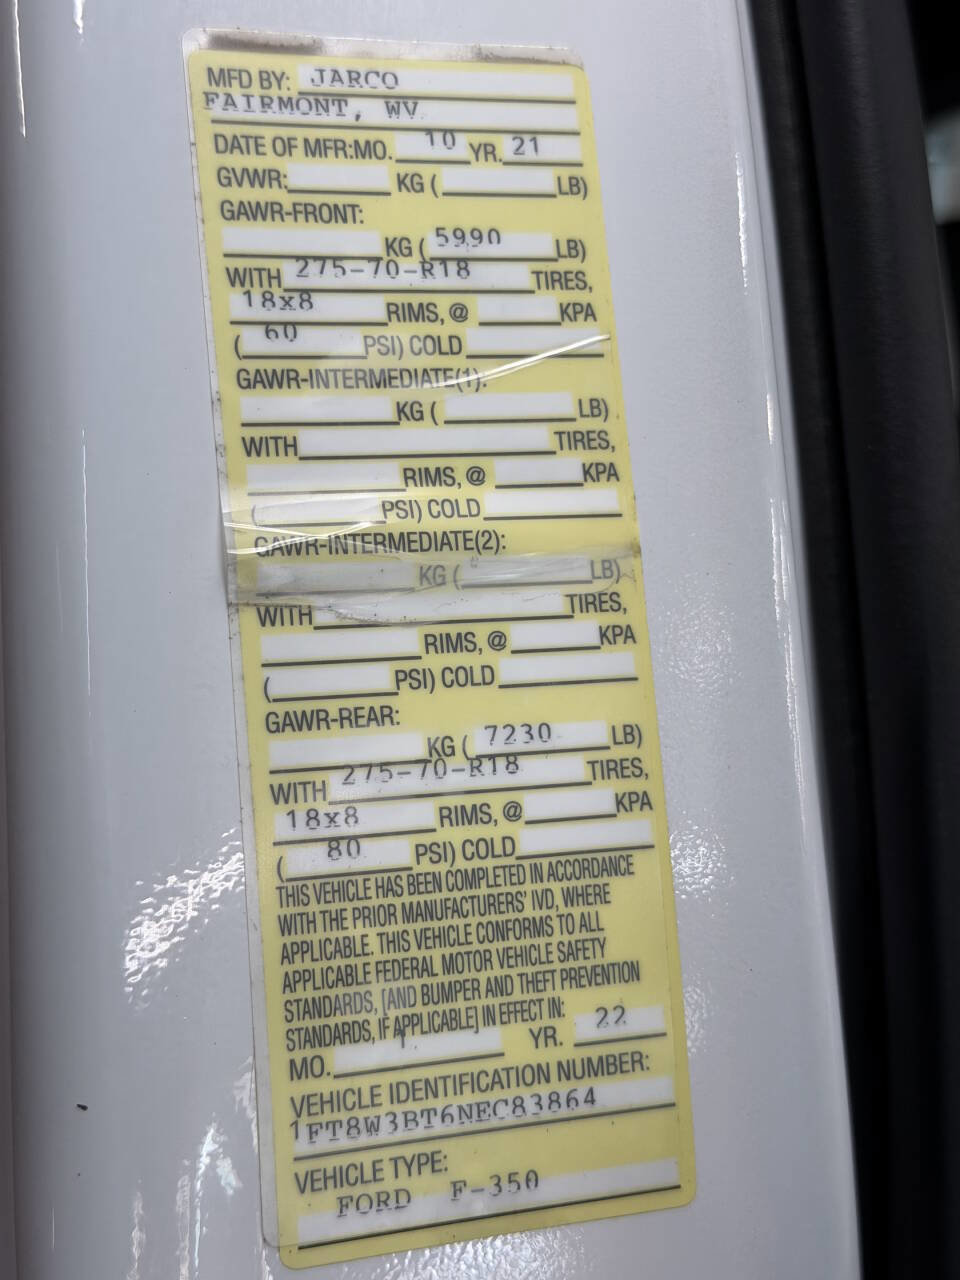 MFD BY: JARCO
FAIRMONT, WV
DATE OF MFR:MO. 10 YR. 21
GVWR: KG ( LB)
GAWR-FRONT:
KG ( 5990 LB)
WITH 275-70-R18 TIRES,
18x8 RIMS, @ KPA
( 60 PSI) COLD
GAWR-INTERMEDIATE(1):
KG ( LB)
WITH TIRES,
RIMS, @ KPA
( PSI) COLD
GAWR-INTERMEDIATE(2):
KG ( LB)
WITH TIRES,
RIMS, @ KPA
( PSI) COLD
GAWR-REAR:
KG ( 7230 LB)
WITH 275-70-R18 TIRES,
18x8 RIMS, @ KPA
( 80 PSI) COLD
THIS VEHICLE HAS BEEN COMPLETED IN ACCORDANCE
WITH THE PRIOR MANUFACTURERS' IVD, WHERE
APPLICABLE. THIS VEHICLE CONFORMS TO ALL
APPLICABLE FEDERAL MOTOR VEHICLE SAFETY
STANDARDS, [AND BUMPER AND THEFT PREVENTION
STANDARDS, IF APPLICABLE] IN EFFECT IN:
MO. 1 YR. 22
VEHICLE IDENTIFICATION NUMBER:
1FT8W3BT6NEC83864
VEHICLE TYPE:
FORD F-350